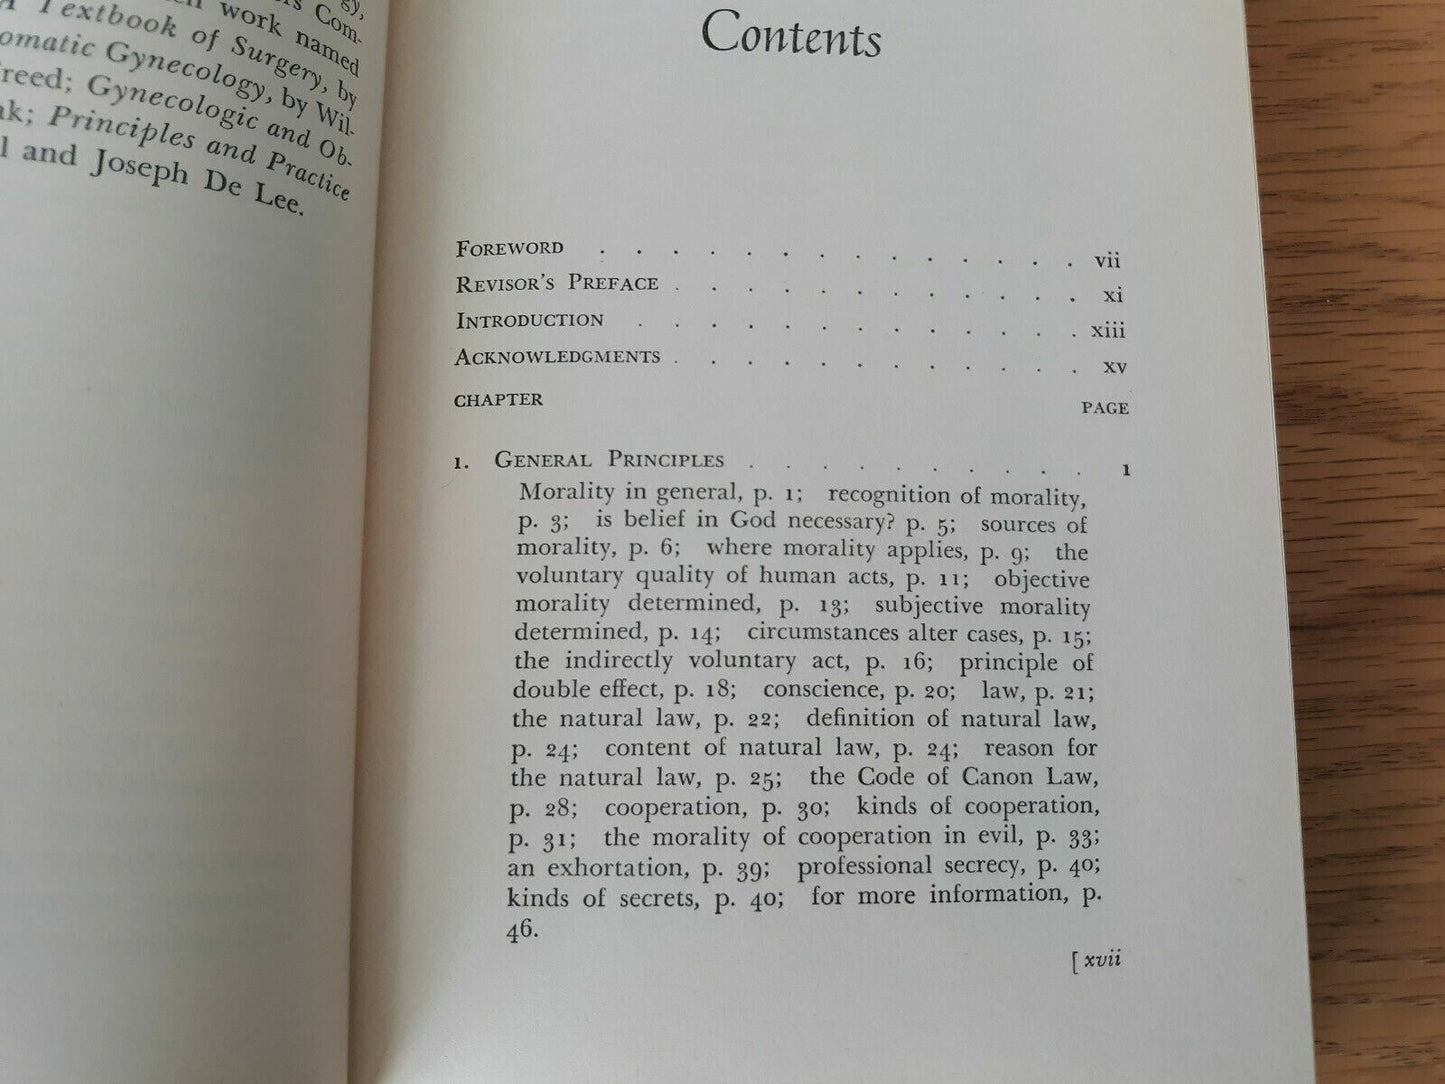 gy,
s Com-
work named
A Textbook of Surgery, by
omatic Gynecology, by Wil-
reed; Gynecologic and Ob-
ak; Principles and Practice
l and Joseph De Lee.
Contents
FOREWORD . . . . . . . . . . . . . . vii
REVISOR'S PREFACE . . . . . . . . . . . . xi
INTRODUCTION . . . . . . . . . . . . . xiii
ACKNOWLEDGMENTS . . . . . . . . . . . . xv
CHAPTER PAGE
1. GENERAL PRINCIPLES . . . . . . . . . . 1
Morality in general, p. 1; recognition of morality,
p. 3; is belief in God necessary? p. 5; sources of
morality, p. 6; where morality applies, p. 9; the
voluntary quality of human acts, p. 11; objective
morality determined, p. 13; subjective morality
determined, p. 14; circumstances alter cases, p. 15;
the indirectly voluntary act, p. 16; principle of
double effect, p. 18; conscience, p. 20; law, p. 21;
the natural law, p. 22; definition of natural law,
p. 24; content of natural law, p. 24; reason for
the natural law, p. 25; the Code of Canon Law,
p. 28; cooperation, p. 30; kinds of cooperation,
p. 31; the morality of cooperation in evil, p. 33;
an exhortation, p. 39; professional secrecy, p. 40;
kinds of secrets, p. 40; for more information, p.
46.
[ xvii